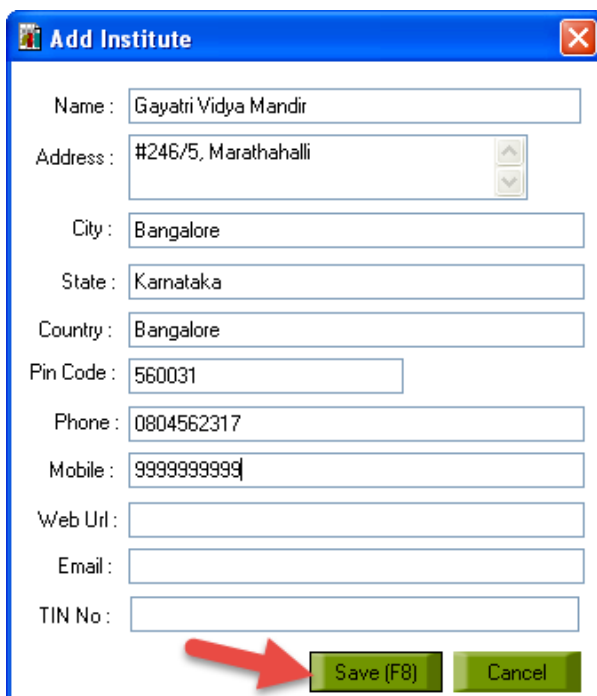 Add Institute
Name : Gayatri Vidya Mandir
Address : #246/5, Marathahalli
City : Bangalore
State : Karnataka
Country : Bangalore
Pin Code : 560031
Phone : 0804562317
Mobile : 9999999999
Web Url :
Email :
TIN No :
Save (F8) Cancel